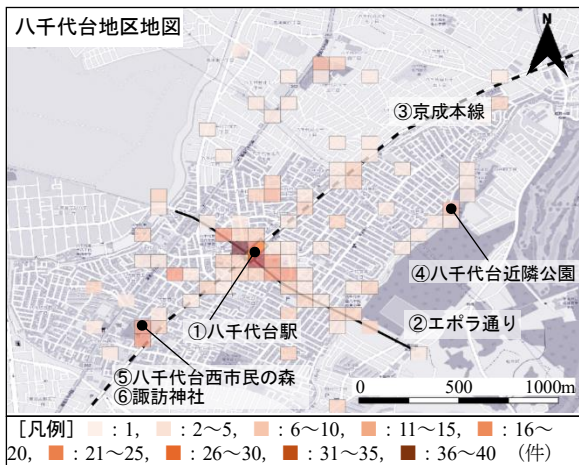 八千代台地区地図
N
③京成本線
④八千代台近隣公園
①八千代台駅
②エポラ通り
⑤八千代台西市民の森
⑥諏訪神社
0 500 1000m
[凡例] : 1, : 2～5, : 6～10, : 11～15, : 16～
20, : 21～25, : 26～30, : 31～35, : 36～40 (件)